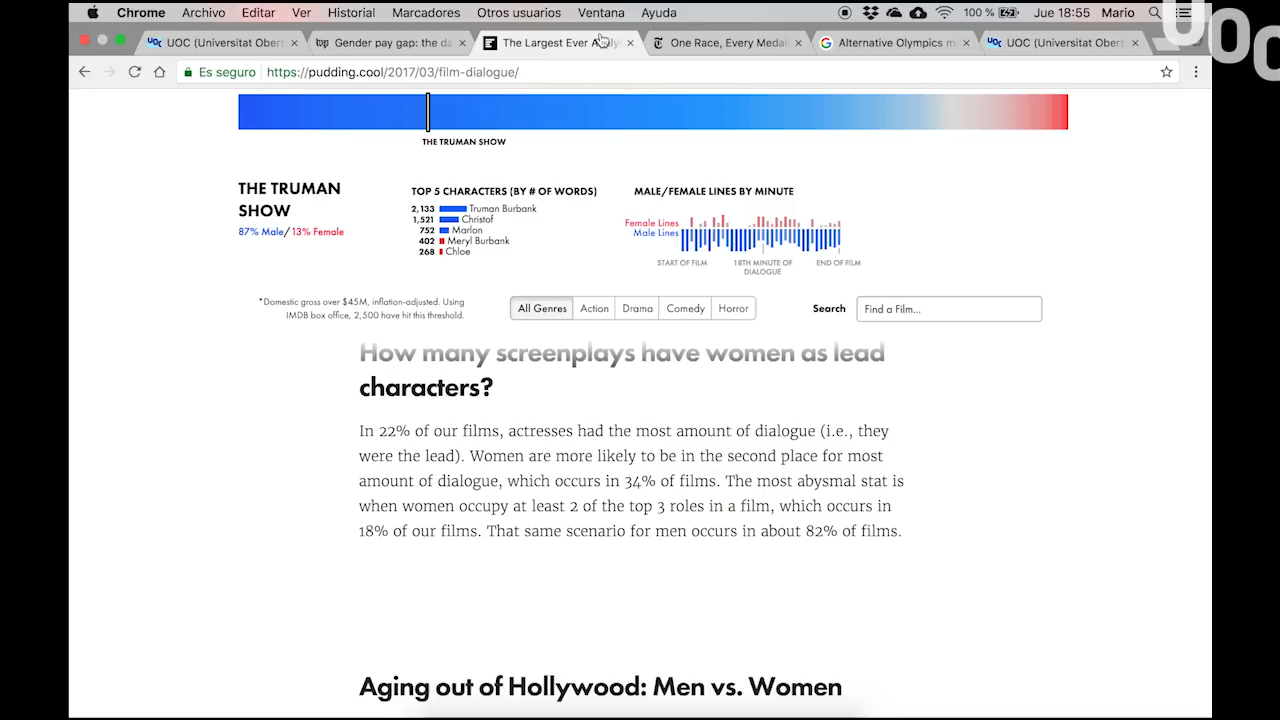 Chrome Archivo Editar Ver Historial Marcadores Otros usuarios Ventana Ayuda 100 % Jue 18:55 Mario
UOC (Universitat Obert × Gender pay gap: the da × The Largest Ever × One Race, Every Medal × Alternative Olympics m × UOC (Universitat Obert ×
UOC
Es seguro https://pudding.cool/2017/03/film-dialogue/
THE TRUMAN SHOW
THE TRUMAN
SHOW
87% Male/13% Female
TOP 5 CHARACTERS (BY # OF WORDS)
2,133 Truman Burbank
1,521 Christof
752 Marlon
402 Meryl Burbank
268 Chloe
MALE/FEMALE LINES BY MINUTE
Female Lines
Male Lines
START OF FILM 18TH MINUTE OF END OF FILM
DIALOGUE
*Domestic gross over $45M, inflation-adjusted. Using
IMDB box office, 2,500 have hit this threshold.
All Genres Action Drama Comedy Horror
Search Find a Film...
How many screenplays have women as lead
characters?
In 22% of our films, actresses had the most amount of dialogue (i.e., they
were the lead). Women are more likely to be in the second place for most
amount of dialogue, which occurs in 34% of films. The most abysmal stat is
when women occupy at least 2 of the top 3 roles in a film, which occurs in
18% of our films. That same scenario for men occurs in about 82% of films.
Aging out of Hollywood: Men vs. Women